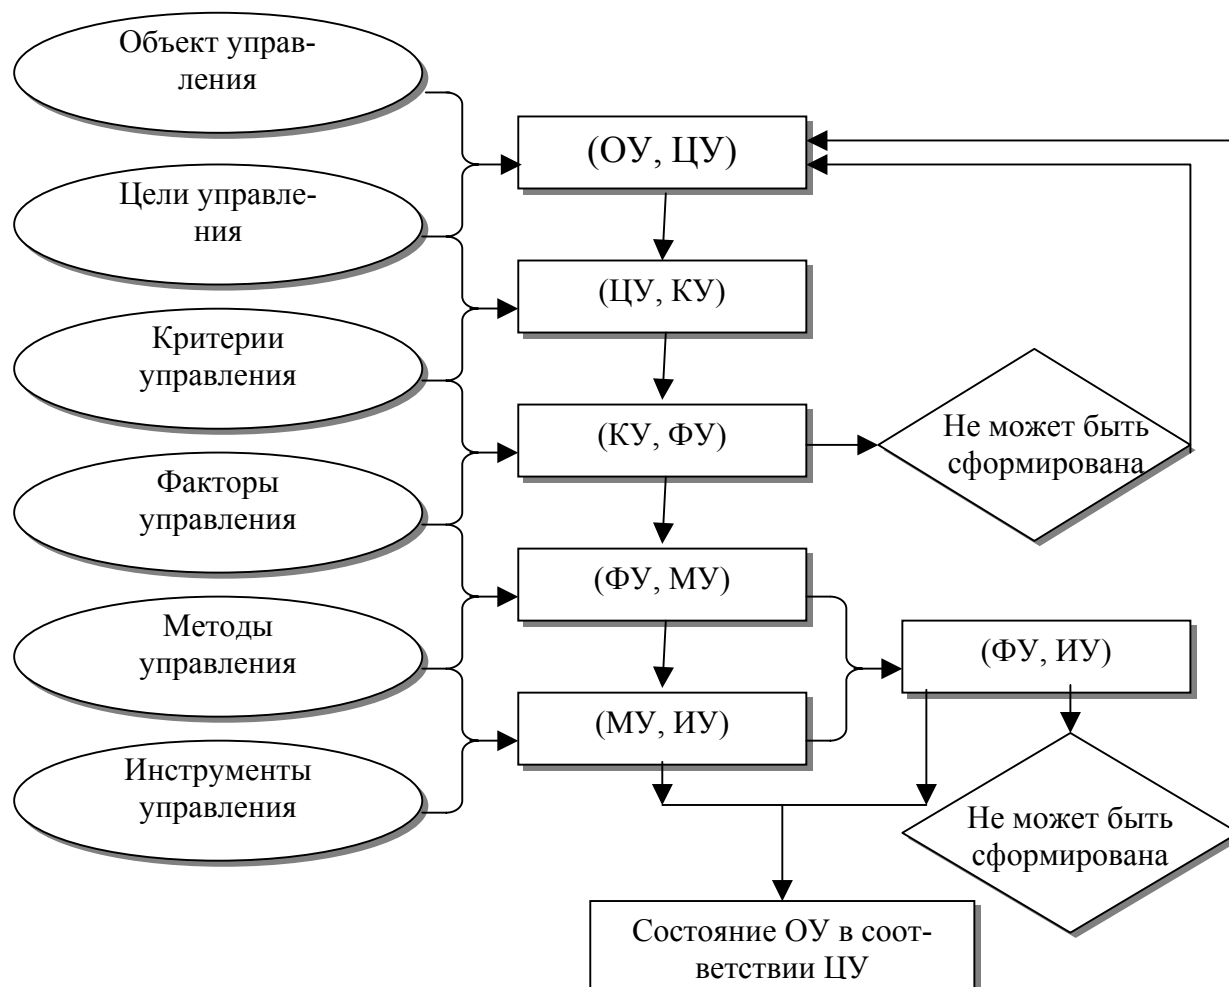 Объект управ-
ления
(ОУ, ЦУ)
Цели управле-
ния
(ЦУ, КУ)
Критерии
управления
(КУ, ФУ)
Не может быть
сформирована
Факторы
управления
(ФУ, МУ)
Методы
управления
(ФУ, ИУ)
(МУ, ИУ)
Инструменты
управления
Не может быть
сформирована
Состояние ОУ в соот-
ветствии ЦУ